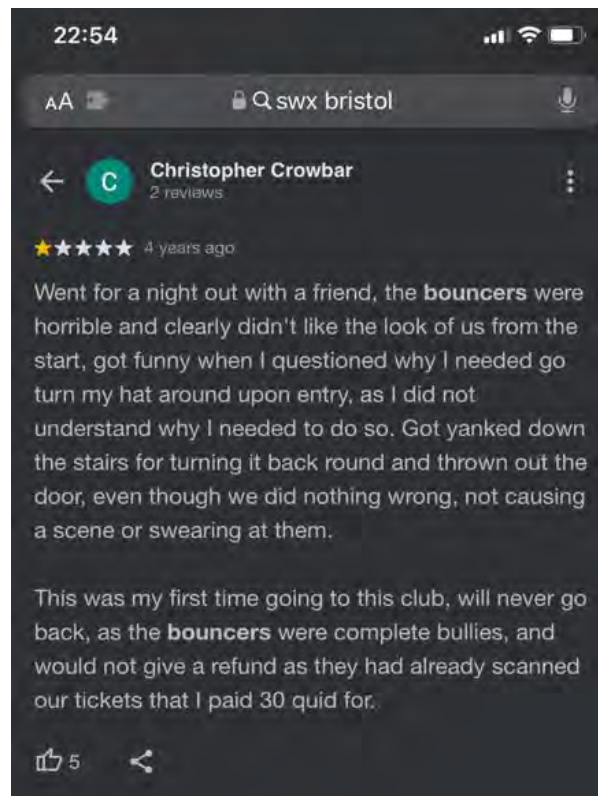 22:54
AA swx bristol
C Christopher Crowbar
2 reviews
4 years ago
Went for a night out with a friend, the bouncers were
horrible and clearly didn't like the look of us from the
start, got funny when I questioned why I needed go
turn my hat around upon entry, as I did not
understand why I needed to do so. Got yanked down
the stairs for turning it back round and thrown out the
door, even though we did nothing wrong, not causing
a scene or swearing at them.
This was my first time going to this club, will never go
back, as the bouncers were complete bullies, and
would not give a refund as they had already scanned
our tickets that I paid 30 quid for.
5